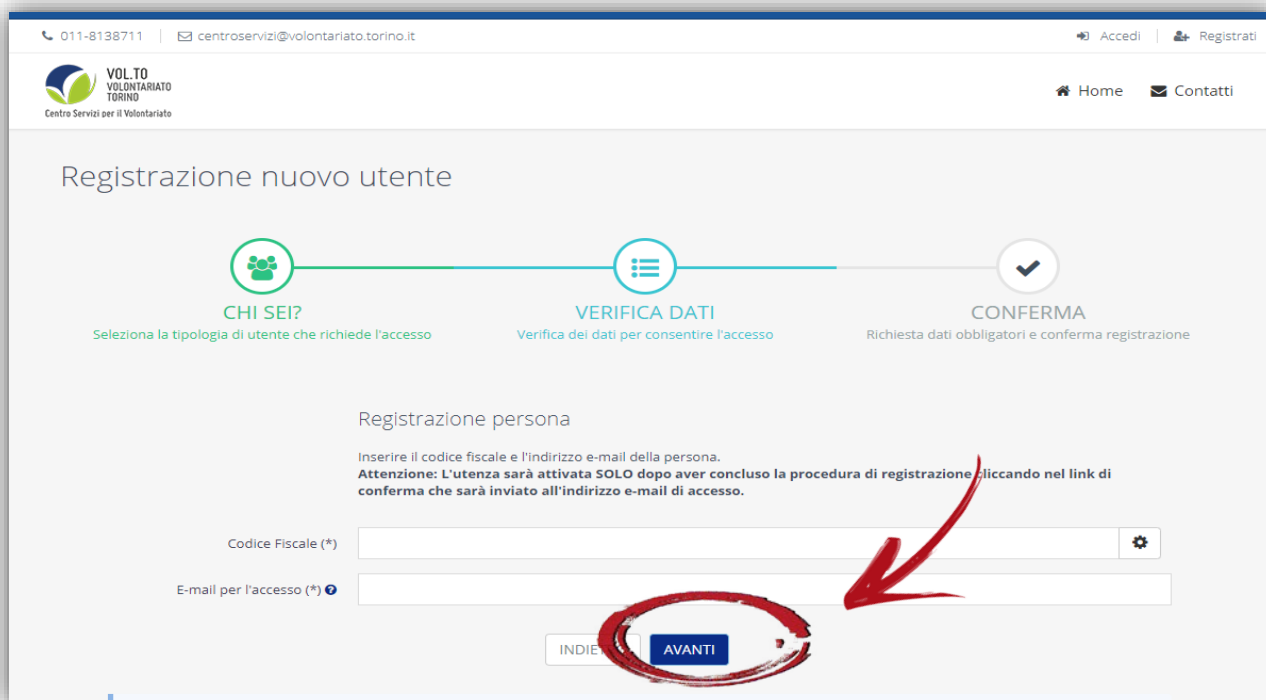 011-8138711 centroservizi@volontariato.torino.it Accedi Registrati
VOL.TO
VOLONTARIATO
TORINO
Centro Servizi per il Volontariato
Home Contatti
Registrazione nuovo utente
CHI SEI? VERIFICA DATI CONFERMA
Seleziona la tipologia di utente che richiede l'accesso Verifica dei dati per consentire l'accesso Richiesta dati obbligatori e conferma registrazione
Registrazione persona
Inserire il codice fiscale e l'indirizzo e-mail della persona.
Attenzione: L'utenza sarà attivata SOLO dopo aver concluso la procedura di registrazione cliccando nel link di
conferma che sarà inviato all'indirizzo e-mail di accesso.
Codice Fiscale (*)
E-mail per l'accesso (*)
AVANTI